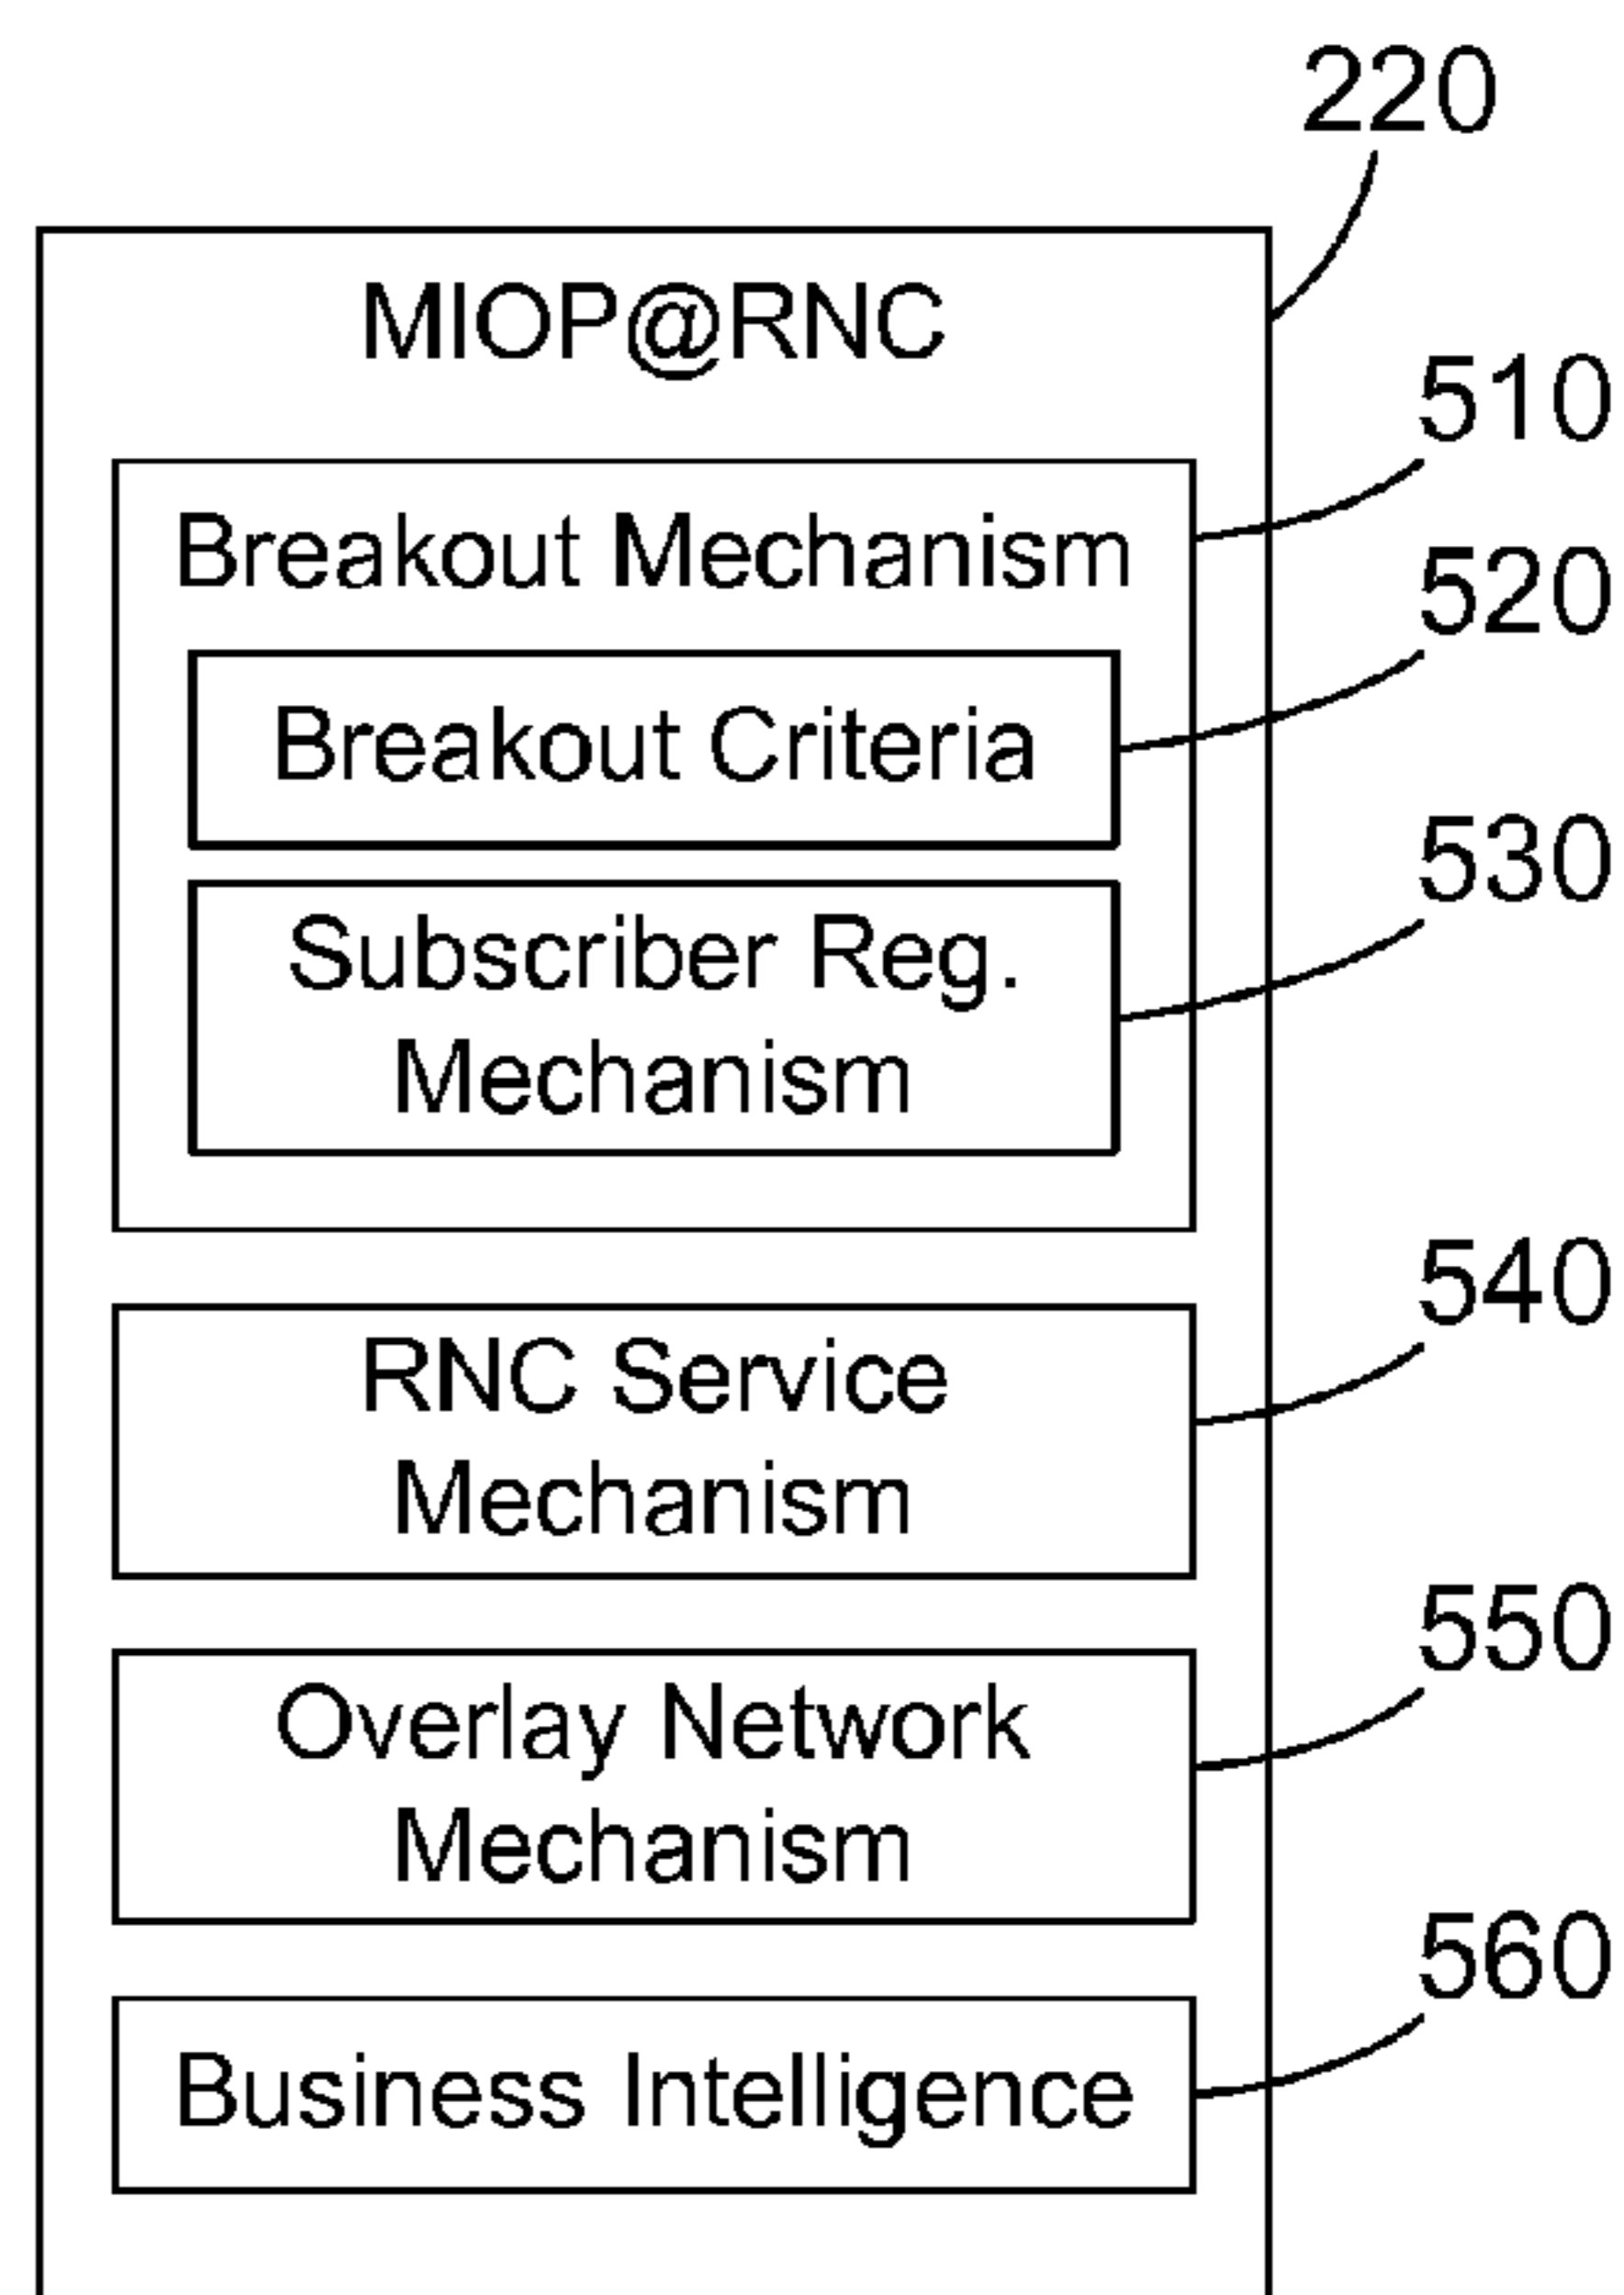 220
MIOP@RNC
510
Breakout Mechanism
520
Breakout Criteria
530
Subscriber Reg.
Mechanism
540
RNC Service
Mechanism
550
Overlay Network
Mechanism
560
Business Intelligence